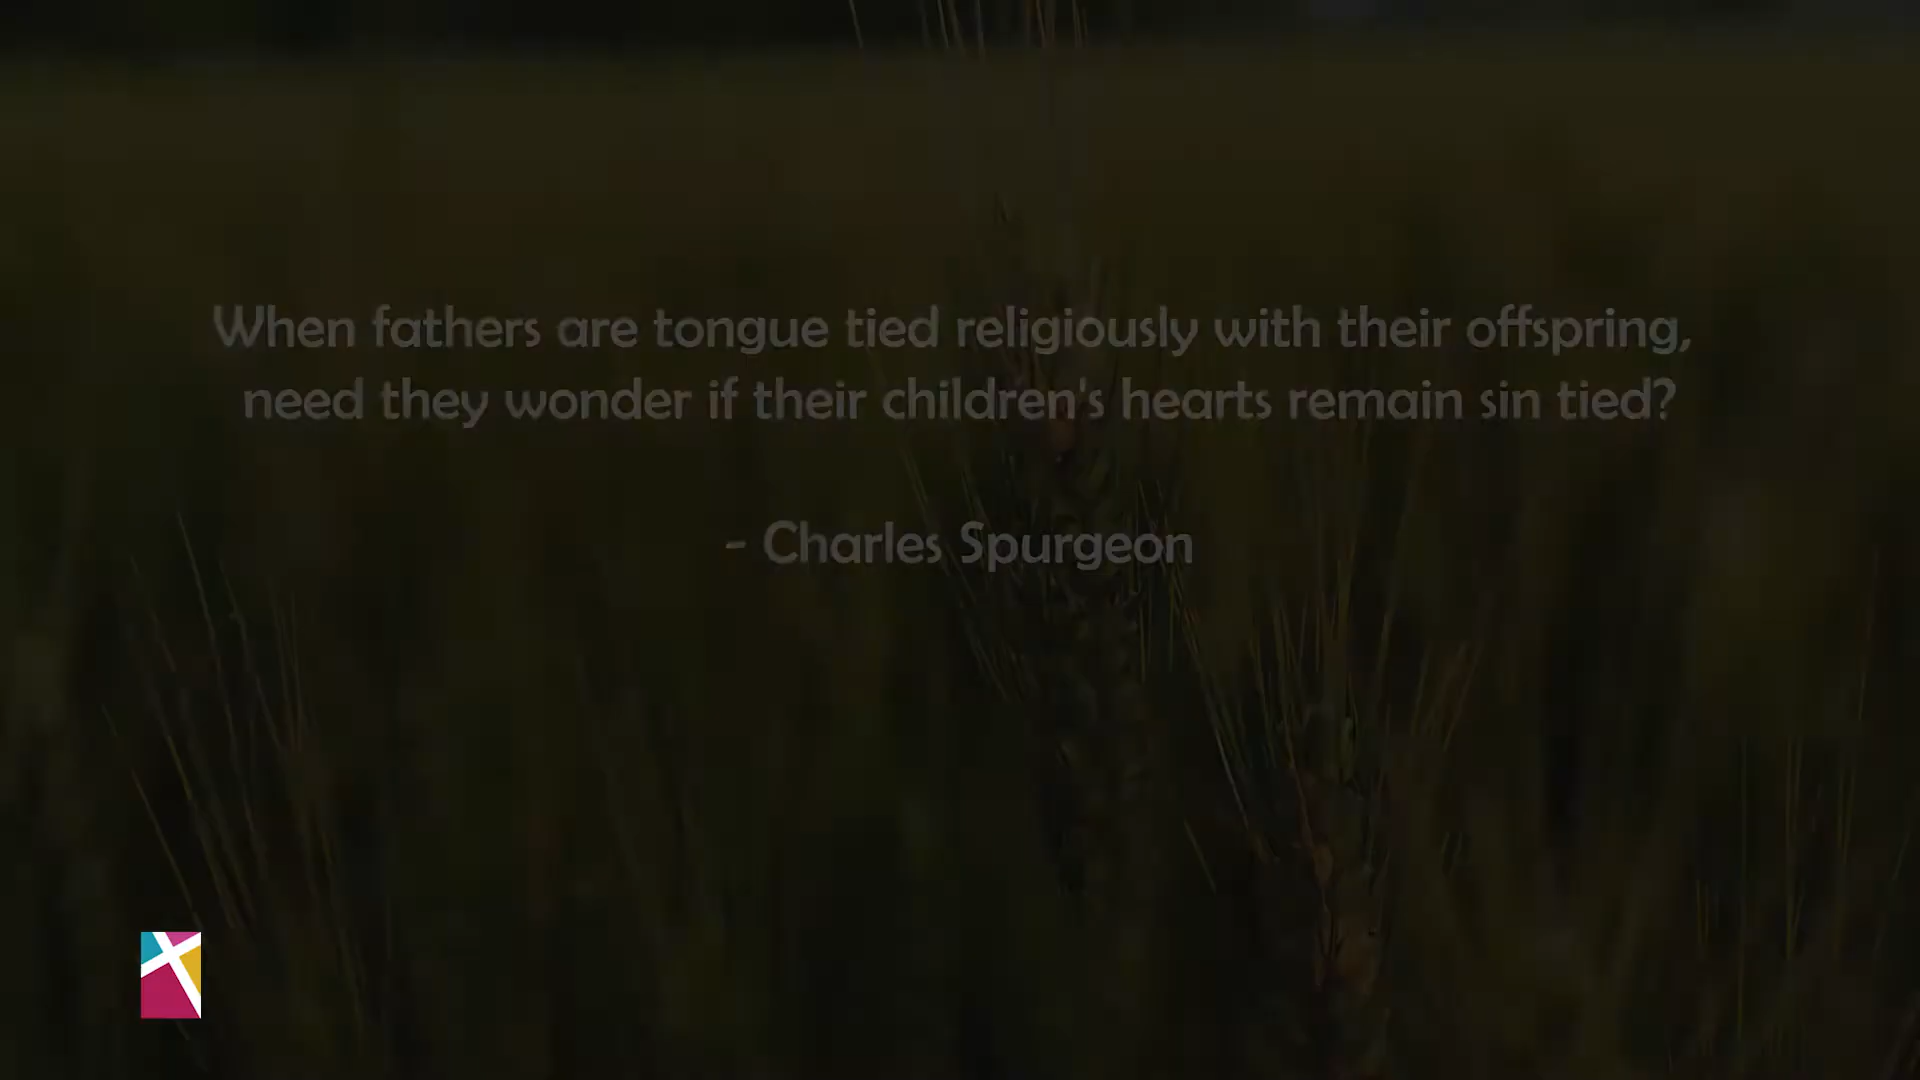 When fathers are tongue tied religiously with their offspring,
need they wonder if their children's hearts remain sin tied?
- Charles Spurgeon